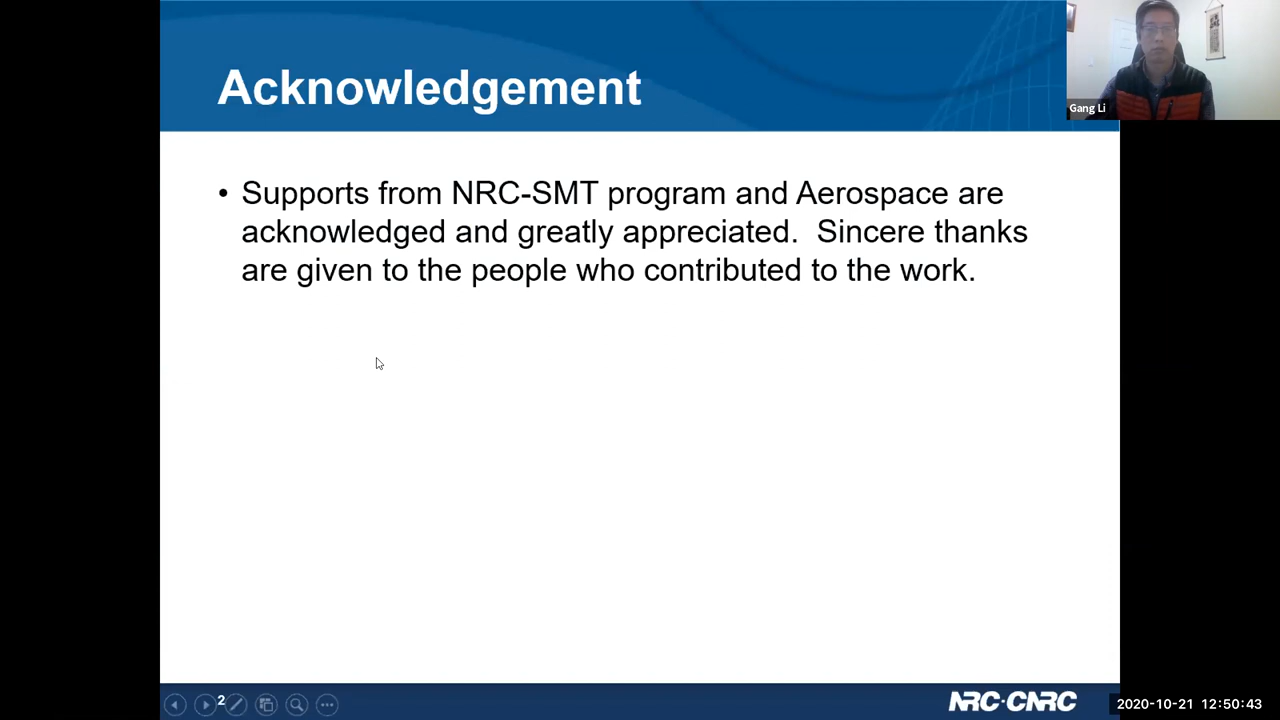 Acknowledgement
Gang Li
• Supports from NRC-SMT program and Aerospace are
acknowledged and greatly appreciated.  Sincere thanks
are given to the people who contributed to the work.
2
NRC·CNRC
2020-10-21 12:50:43